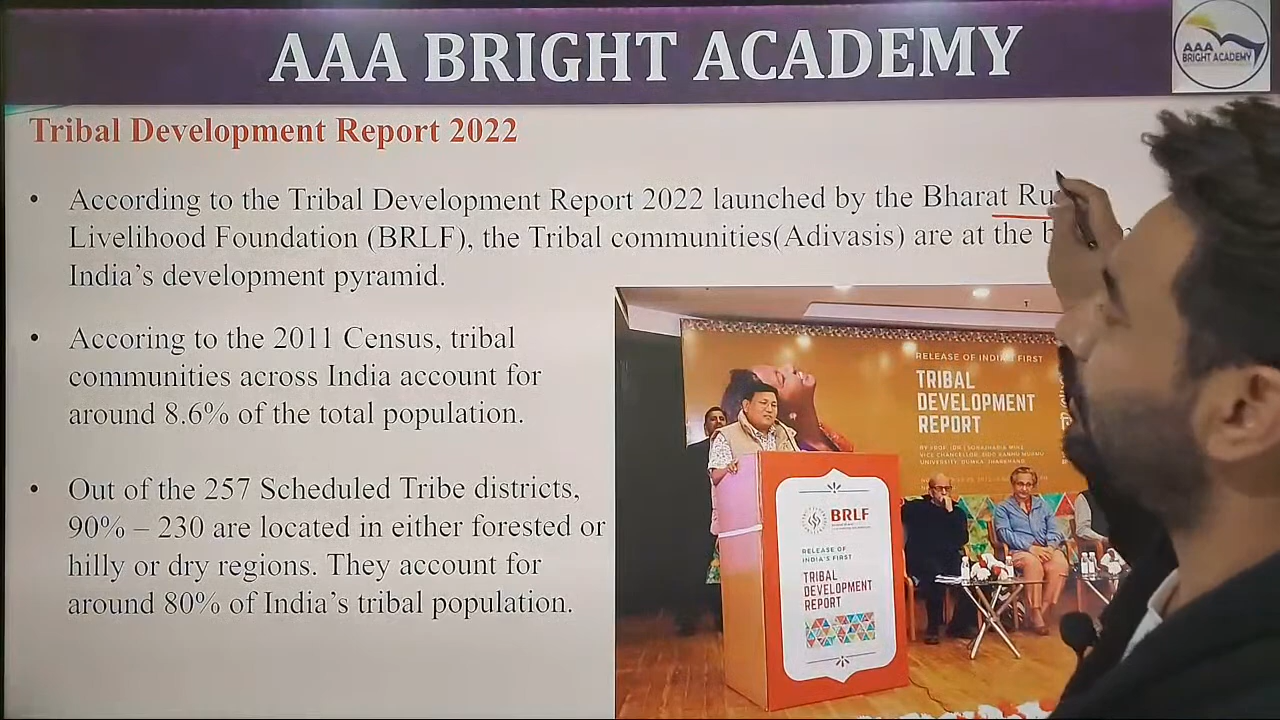 AAA BRIGHT ACADEMY
AAA
BRIGHT ACADEMY
Tribal Development Report 2022
• According to the Tribal Development Report 2022 launched by the Bharat
Livelihood Foundation (BRLF), the Tribal communities(Adivasis) are at the
India's development pyramid.
• Accoring to the 2011 Census, tribal
communities across India account for
around 8.6% of the total population.
• Out of the 257 Scheduled Tribe districts,
90% – 230 are located in either forested or
hilly or dry regions. They account for
around 80% of India's tribal population.
RELEASE OF INDIA'S FIRST
TRIBAL
DEVELOPMENT
REPORT
BRLF
RELEASE OF
INDIA'S FIRST
TRIBAL
DEVELOPMENT
REPORT